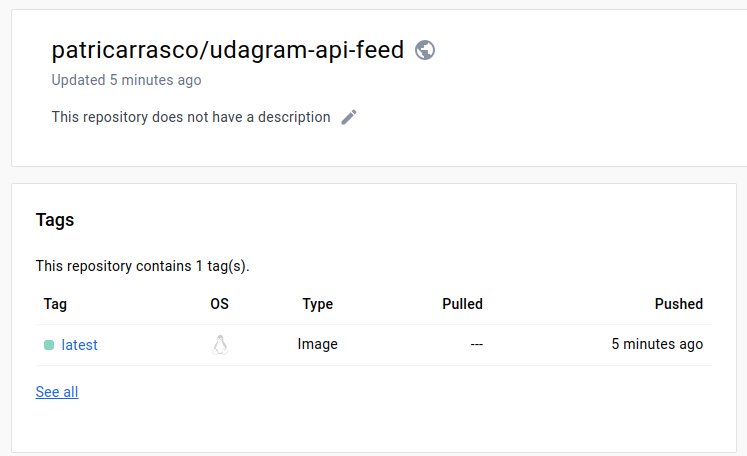 patricarrasco/udagram-api-feed
Updated 5 minutes ago
This repository does not have a description
Tags
This repository contains 1 tag(s).
Tag OS Type Pulled Pushed
latest Image --- 5 minutes ago
See all